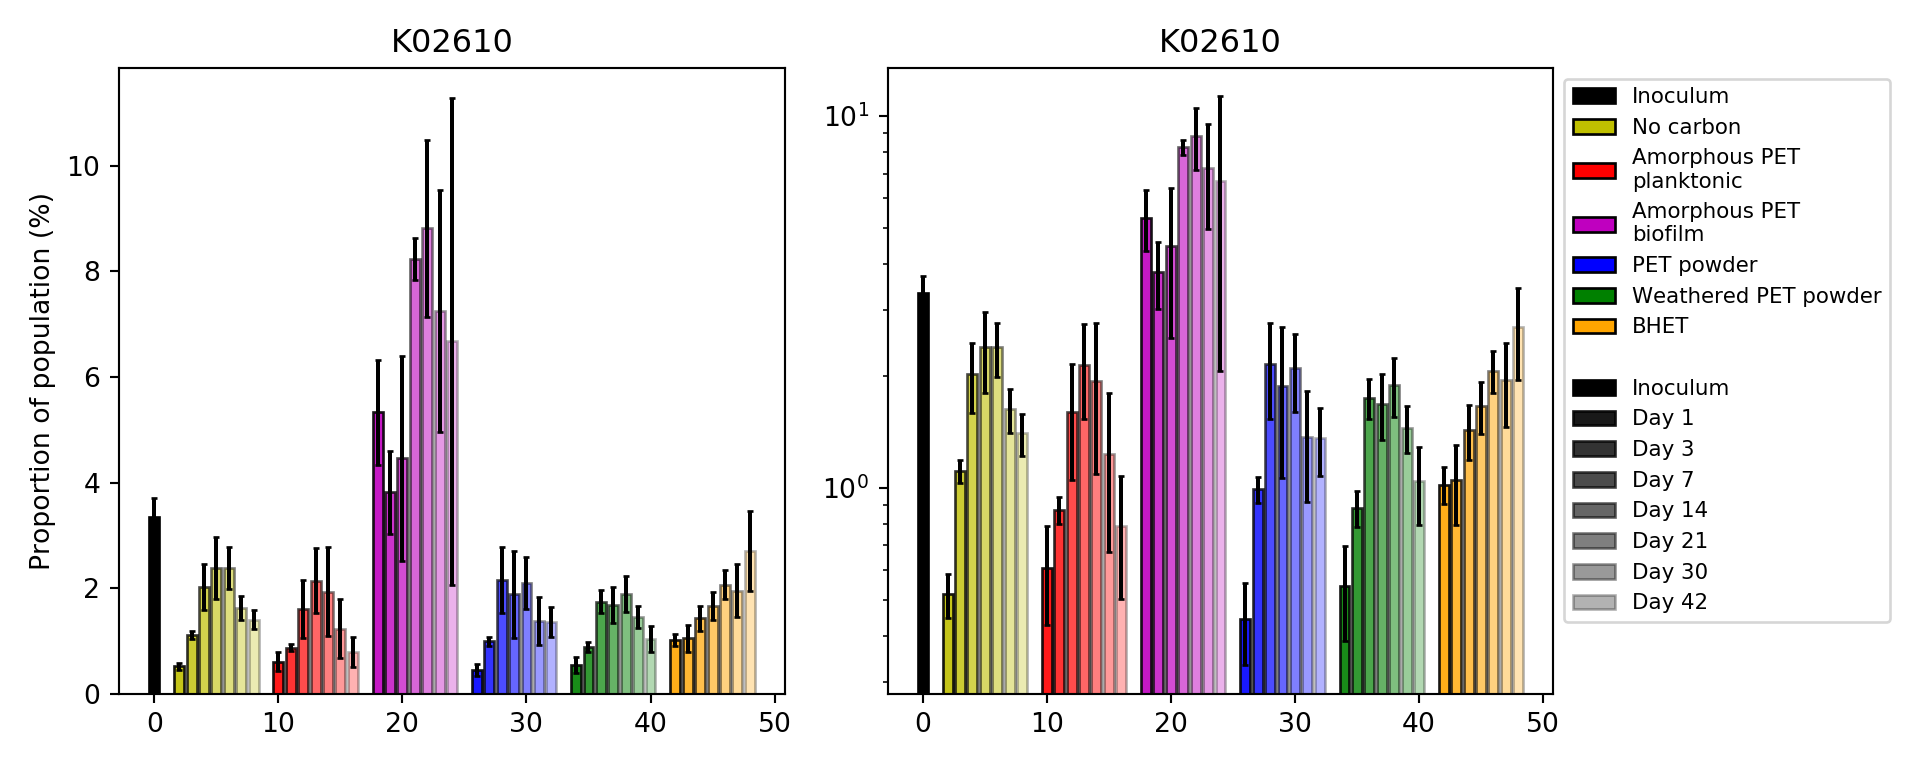 K02610
Proportion of population (%)
10
8
6
4
2
0
0 10 20 30 40 50
K02610
10¹
10⁰
0 10 20 30 40 50
Inoculum
No carbon
Amorphous PET
planktonic
Amorphous PET
biofilm
PET powder
Weathered PET powder
BHET
Inoculum
Day 1
Day 3
Day 7
Day 14
Day 21
Day 30
Day 42